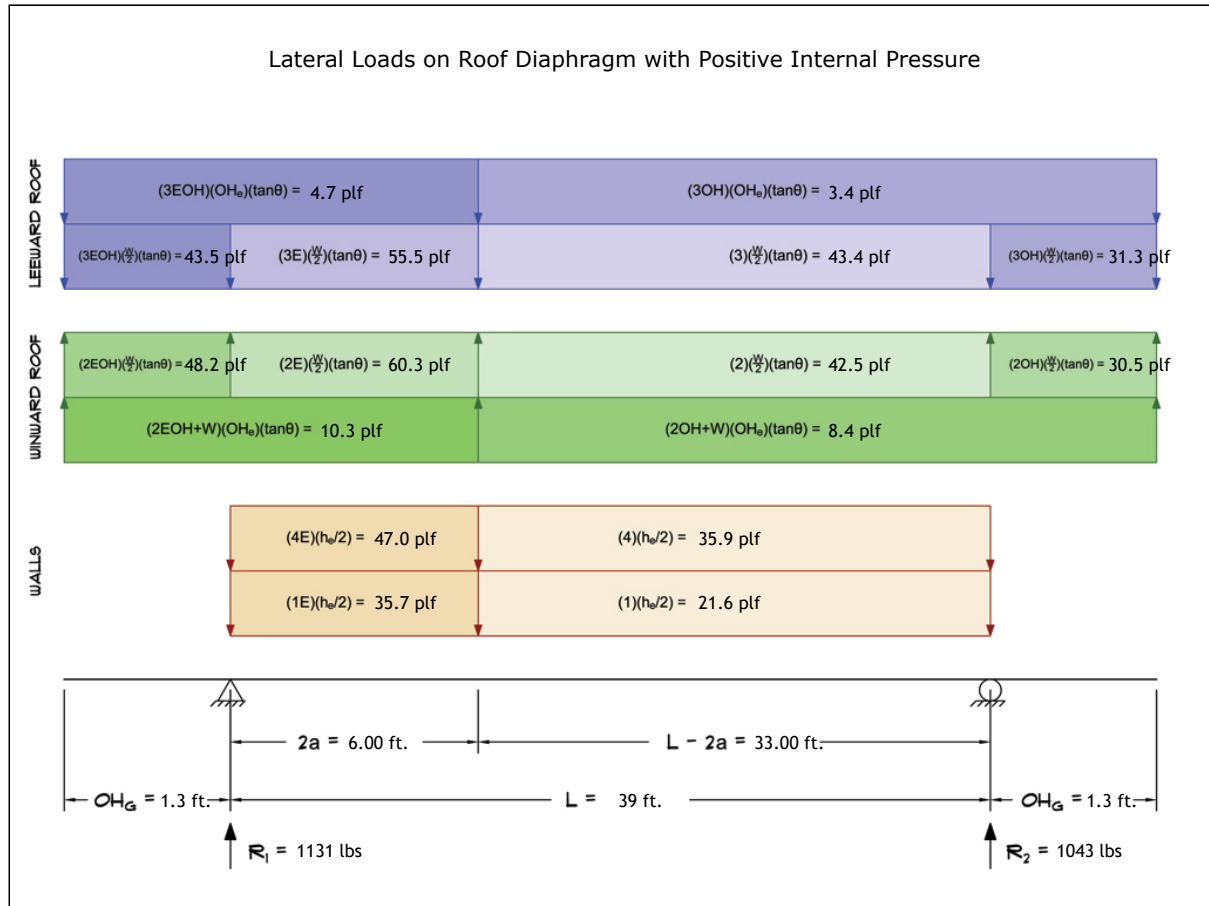 Lateral Loads on Roof Diaphragm with Positive Internal Pressure
LEEWARD ROOF
(3EOH)(OHₑ)(tanθ) = 4.7 plf
(3OH)(OHₑ)(tanθ) = 3.4 plf
(3EOH)(W/2)(tanθ) = 43.5 plf
(3E)(W/2)(tanθ) = 55.5 plf
(3)(W/2)(tanθ) = 43.4 plf
(3OH)(W/2)(tanθ) = 31.3 plf
WINWARD ROOF
(2EOH)(W/2)(tanθ) = 48.2 plf
(2E)(W/2)(tanθ) = 60.3 plf
(2)(W/2)(tanθ) = 42.5 plf
(2OH)(W/2)(tanθ) = 30.5 plf
(2EOH+W)(OHₑ)(tanθ) = 10.3 plf
(2OH+W)(OHₑ)(tanθ) = 8.4 plf
WALLS
(4E)(hₑ/2) = 47.0 plf
(4)(hₑ/2) = 35.9 plf
(1E)(hₑ/2) = 35.7 plf
(1)(hₑ/2) = 21.6 plf
2a = 6.00 ft.
L - 2a = 33.00 ft.
OH_G = 1.3 ft.
L = 39 ft.
OH_G = 1.3 ft.
R₁ = 1131 lbs
R₂ = 1043 lbs